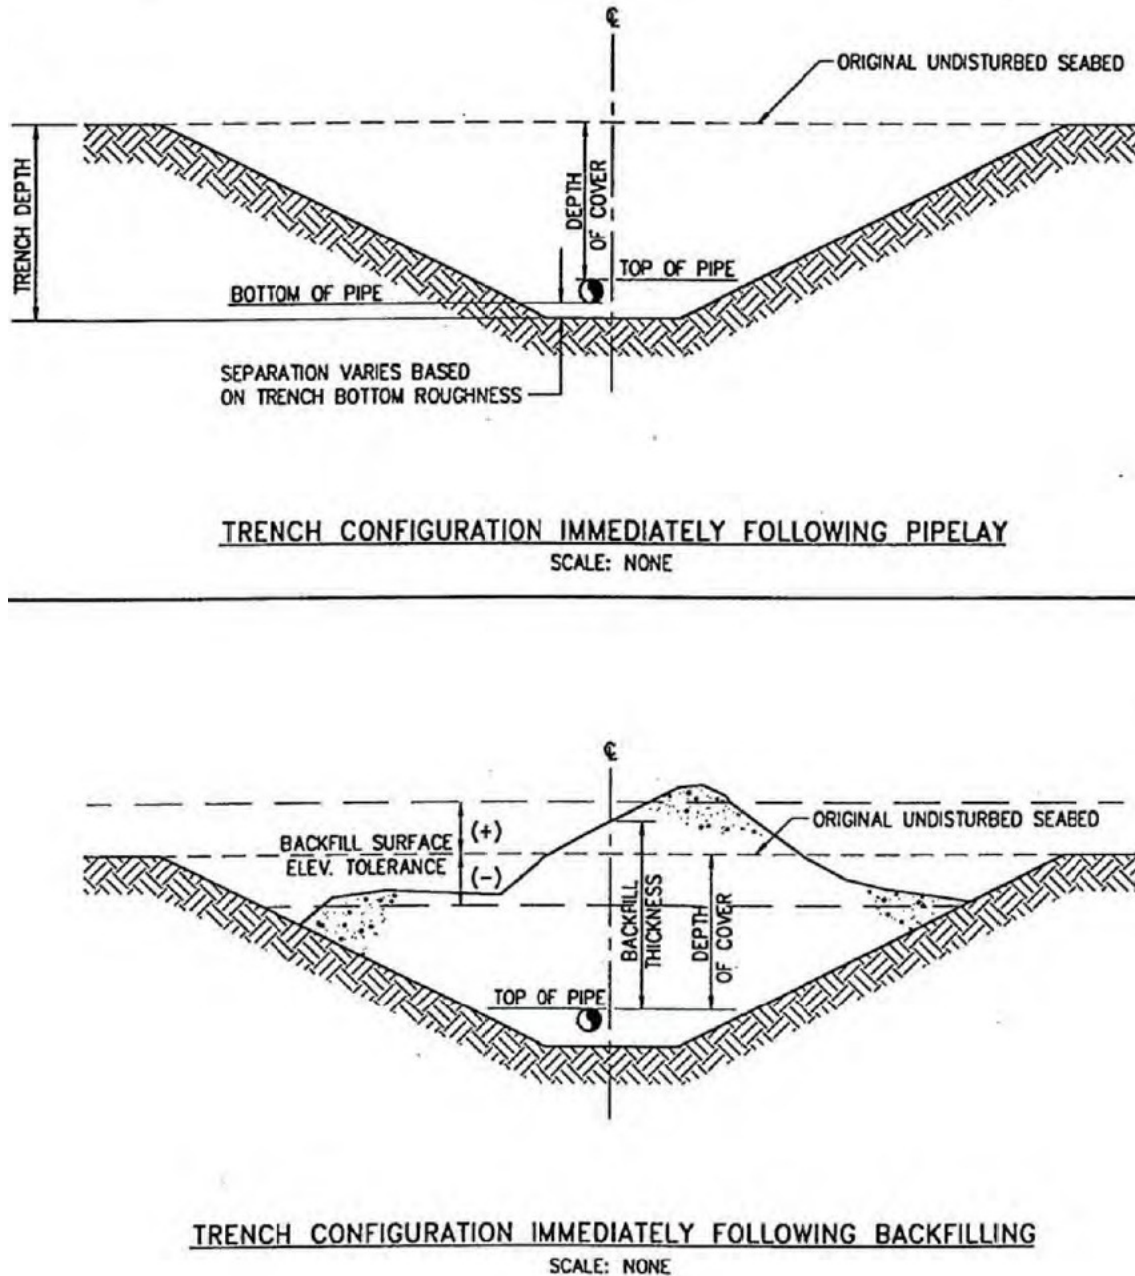 ℄
ORIGINAL UNDISTURBED SEABED
TRENCH DEPTH
DEPTH
OF COVER
TOP OF PIPE
BOTTOM OF PIPE
SEPARATION VARIES BASED
ON TRENCH BOTTOM ROUGHNESS
TRENCH CONFIGURATION IMMEDIATELY FOLLOWING PIPELAY
SCALE: NONE
℄
ORIGINAL UNDISTURBED SEABED
BACKFILL SURFACE
ELEV. TOLERANCE
(+)
(-)
BACKFILL
THICKNESS
DEPTH
OF COVER
TOP OF PIPE
TRENCH CONFIGURATION IMMEDIATELY FOLLOWING BACKFILLING
SCALE: NONE